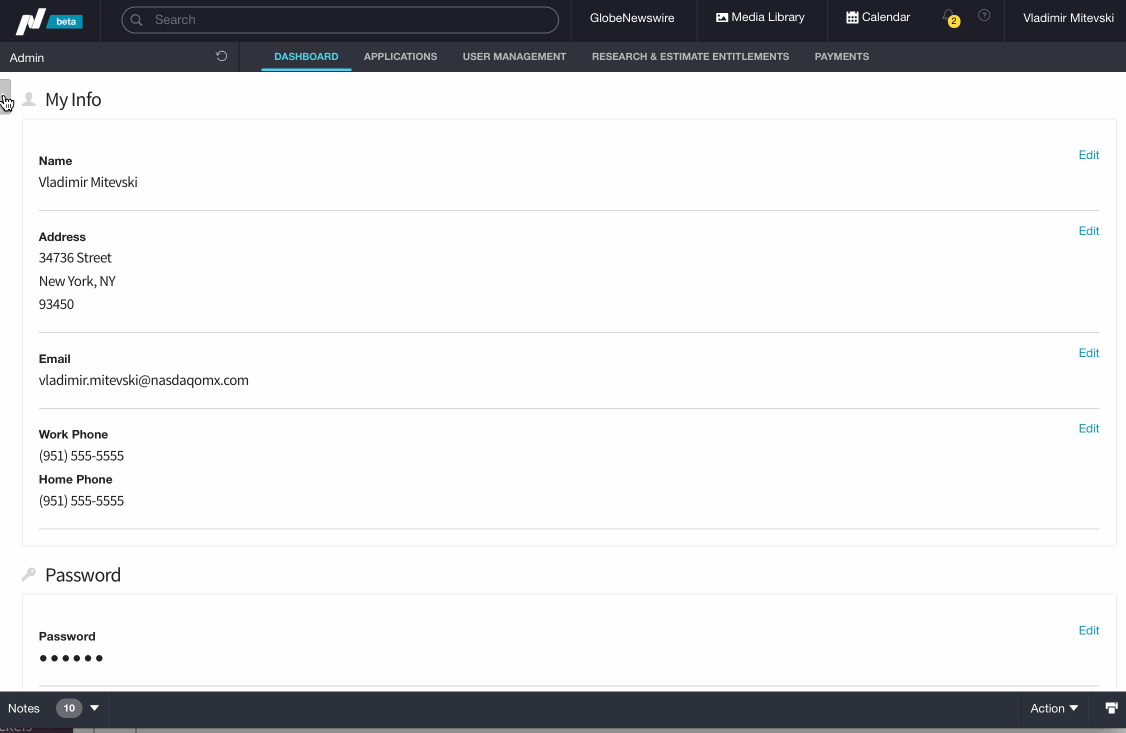 beta
Search
GlobeNewswire
Media Library
Calendar
2
?
Vladimir Mitevski
Admin
DASHBOARD
APPLICATIONS
USER MANAGEMENT
RESEARCH & ESTIMATE ENTITLEMENTS
PAYMENTS
My Info
Name
Edit
Vladimir Mitevski
Address
Edit
34736 Street
New York, NY
93450
Email
Edit
vladimir.mitevski@nasdaqomx.com
Work Phone
Edit
(951) 555-5555
Home Phone
(951) 555-5555
Password
Password
Edit
●●●●●●
Notes
10
Action